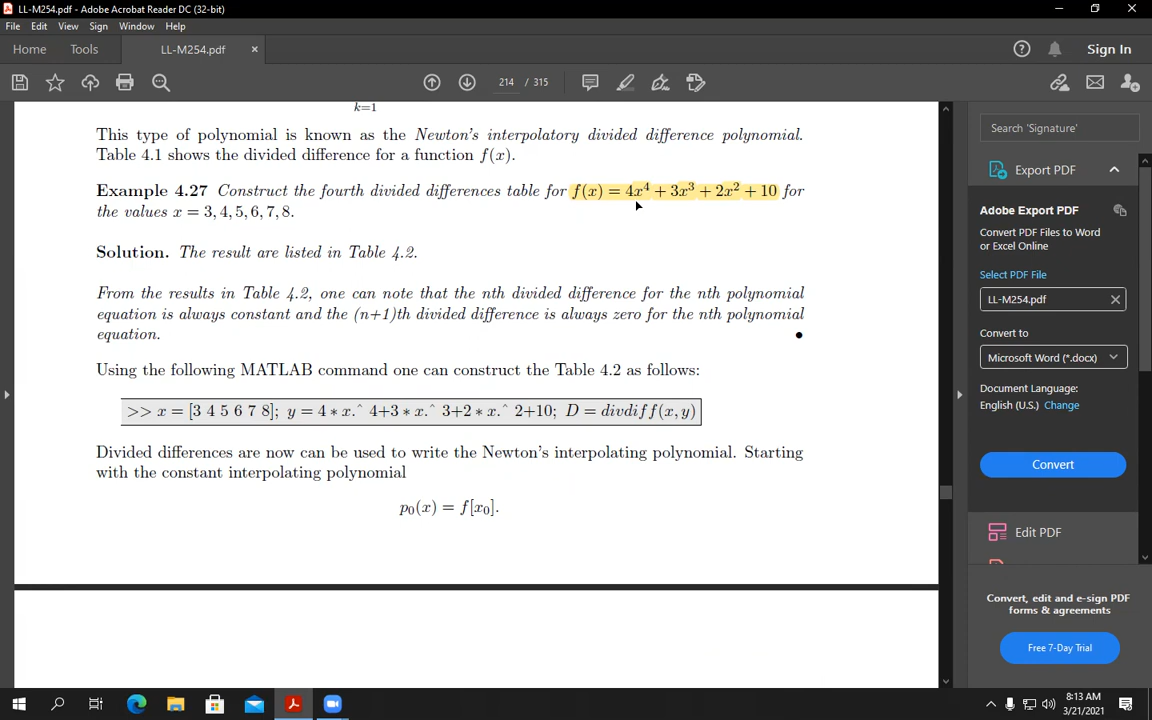 LL-M254.pdf - Adobe Acrobat Reader DC (32-bit)
File Edit View Sign Window Help
Home Tools LL-M254.pdf × Sign In
214 / 315
k=1
This type of polynomial is known as the Newton's interpolatory divided difference polynomial.
Table 4.1 shows the divided difference for a function f(x).
Example 4.27 Construct the fourth divided differences table for f(x) = 4x⁴ + 3x³ + 2x² + 10 for
the values x = 3, 4, 5, 6, 7, 8.
Solution. The result are listed in Table 4.2.
From the results in Table 4.2, one can note that the nth divided difference for the nth polynomial
equation is always constant and the (n+1)th divided difference is always zero for the nth polynomial
equation. •
Using the following MATLAB command one can construct the Table 4.2 as follows:
>> x = [3 4 5 6 7 8]; y = 4 * x.^ 4+3 * x.^ 3+2 * x.^ 2+10; D = divdiff(x, y)
Divided differences are now can be used to write the Newton's interpolating polynomial. Starting
with the constant interpolating polynomial
p₀(x) = f[x₀].
Search 'Signature'
Export PDF
Adobe Export PDF
Convert PDF Files to Word
or Excel Online
Select PDF File
LL-M254.pdf
Convert to
Microsoft Word (*.docx)
Document Language:
English (U.S.) Change
Convert
Edit PDF
Convert, edit and e-sign PDF
forms & agreements
Free 7-Day Trial
8:13 AM
3/21/2021